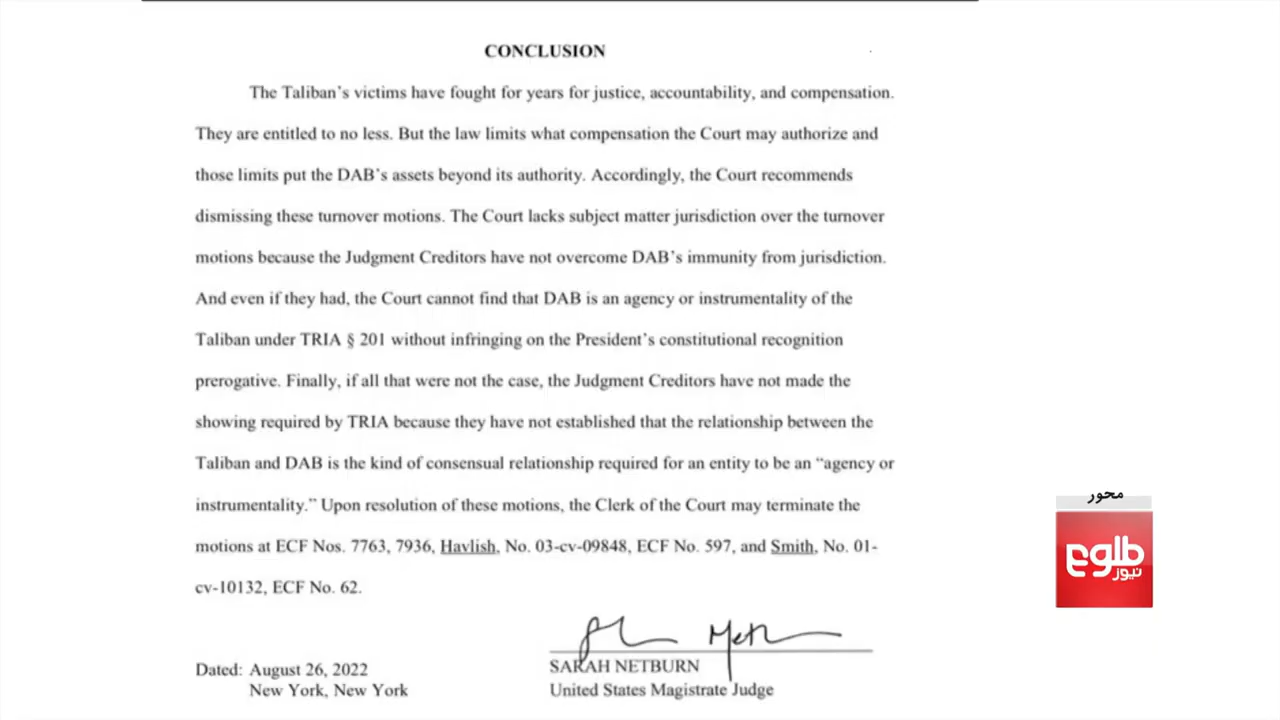 CONCLUSION
The Taliban’s victims have fought for years for justice, accountability, and compensation.
They are entitled to no less. But the law limits what compensation the Court may authorize and
those limits put the DAB’s assets beyond its authority. Accordingly, the Court recommends
dismissing these turnover motions. The Court lacks subject matter jurisdiction over the turnover
motions because the Judgment Creditors have not overcome DAB’s immunity from jurisdiction.
And even if they had, the Court cannot find that DAB is an agency or instrumentality of the
Taliban under TRIA § 201 without infringing on the President’s constitutional recognition
prerogative. Finally, if all that were not the case, the Judgment Creditors have not made the
showing required by TRIA because they have not established that the relationship between the
Taliban and DAB is the kind of consensual relationship required for an entity to be an “agency or
instrumentality.” Upon resolution of these motions, the Clerk of the Court may terminate the
motions at ECF Nos. 7763, 7936, Havlish, No. 03-cv-09848, ECF No. 597, and Smith, No. 01-
cv-10132, ECF No. 62.
Dated: August 26, 2022
New York, New York
SARAH NETBURN
United States Magistrate Judge
محور
طلوع
نیوز